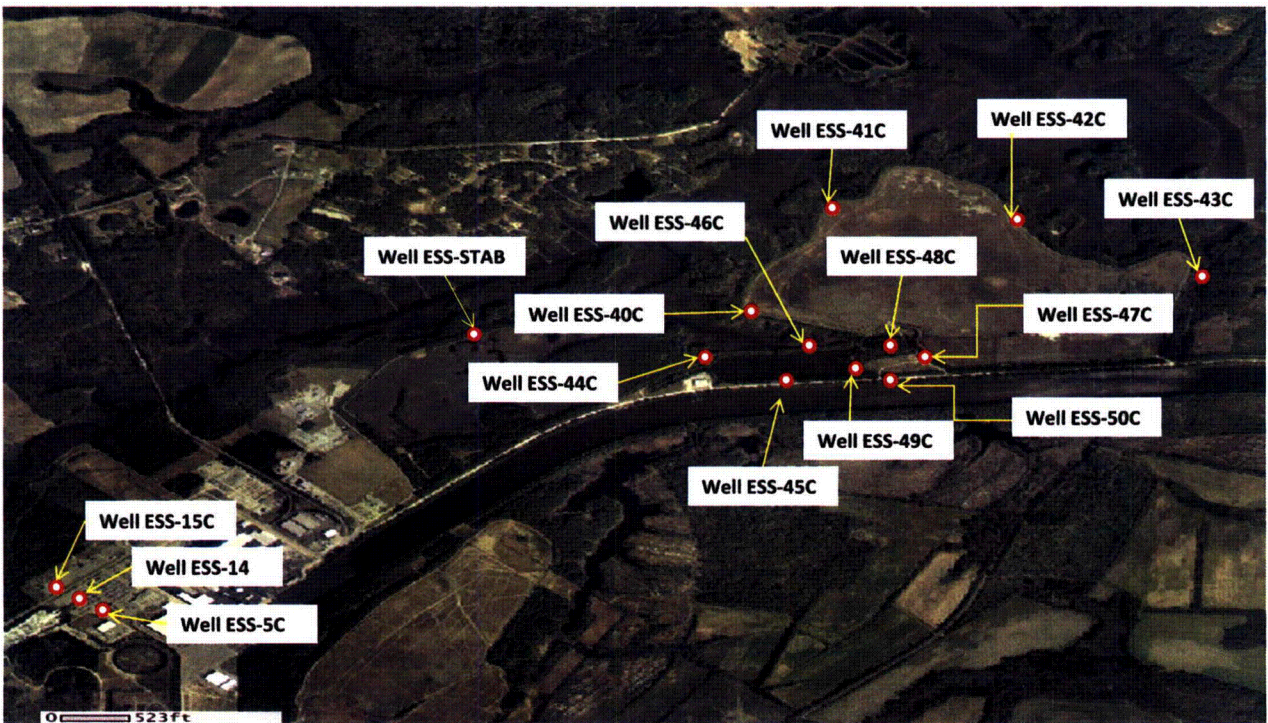 Well ESS-41C
Well ESS-42C
Well ESS-43C
Well ESS-46C
Well ESS-STAB
Well ESS-48C
Well ESS-40C
Well ESS-47C
Well ESS-44C
Well ESS-50C
Well ESS-49C
Well ESS-45C
Well ESS-15C
Well ESS-14
Well ESS-5C
0 523ft